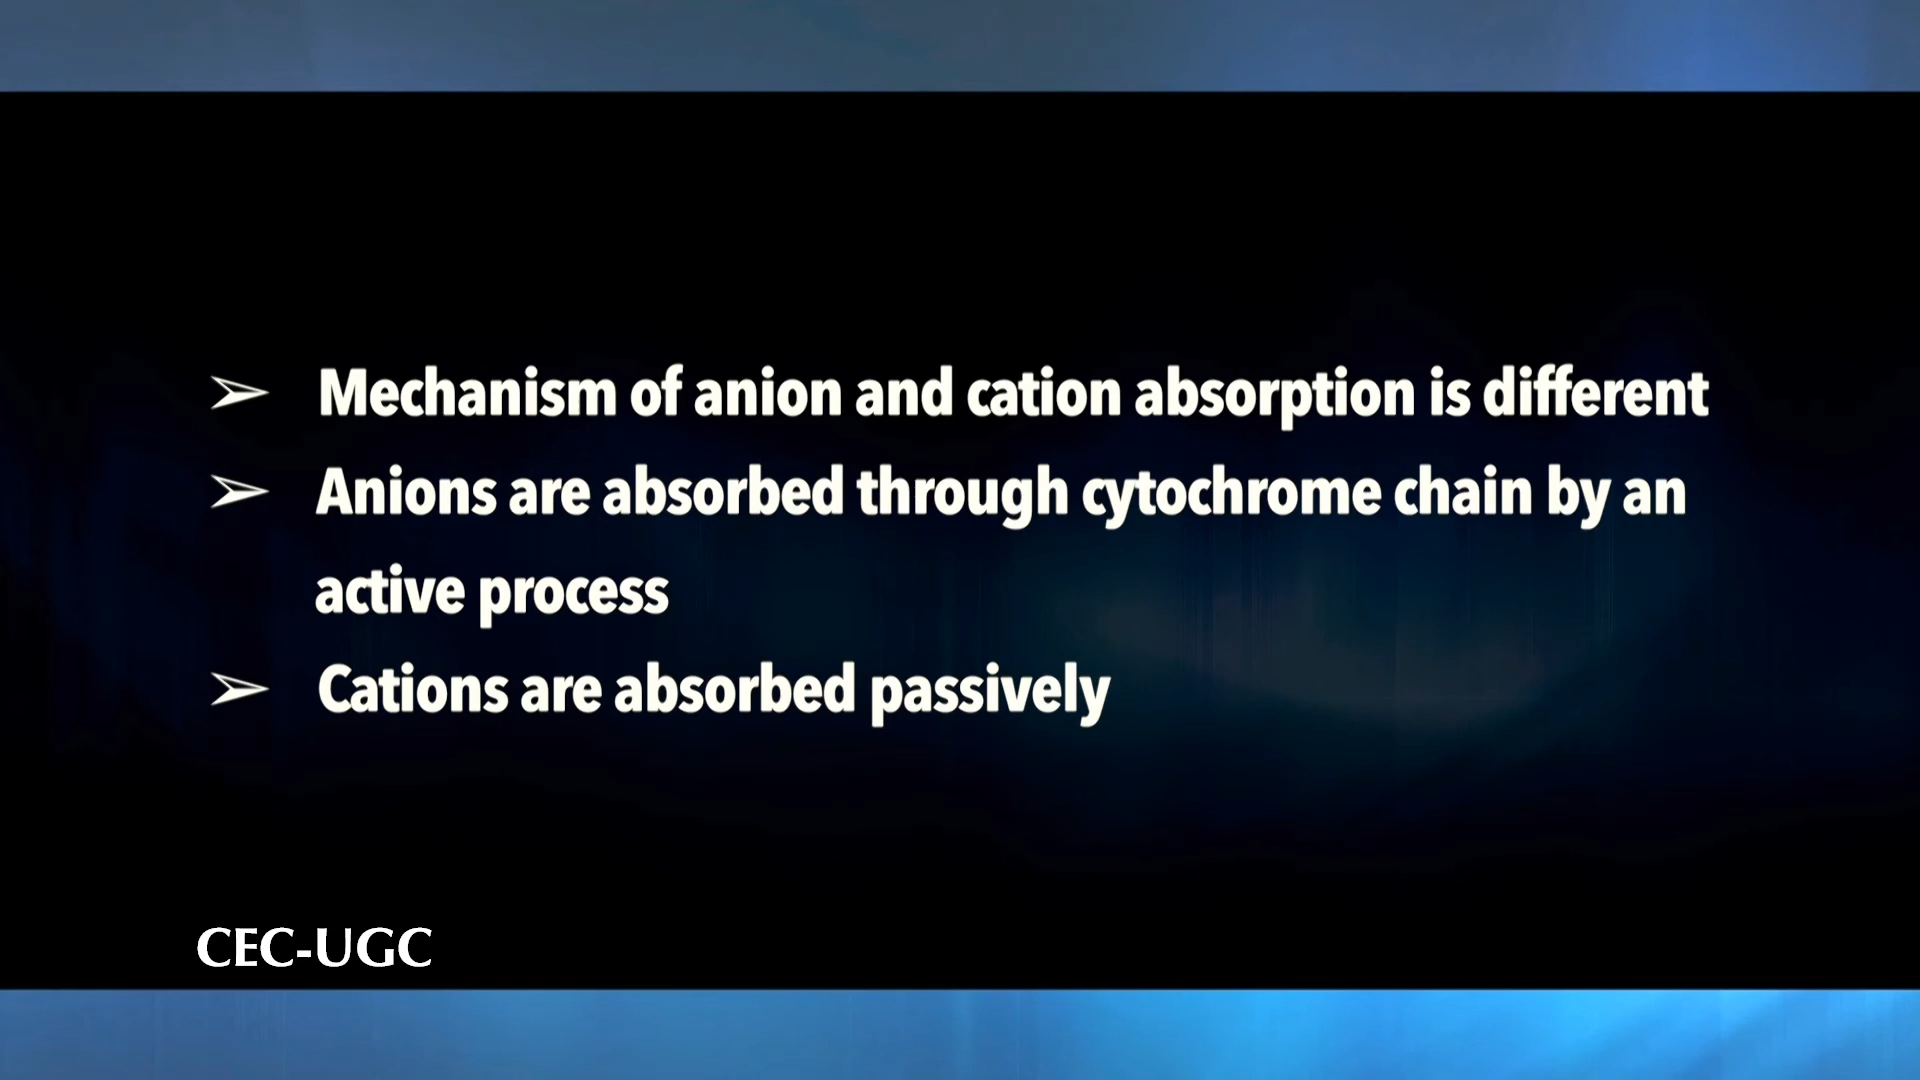 ➢ Mechanism of anion and cation absorption is different
➢ Anions are absorbed through cytochrome chain by an
active process
➢ Cations are absorbed passively
CEC-UGC